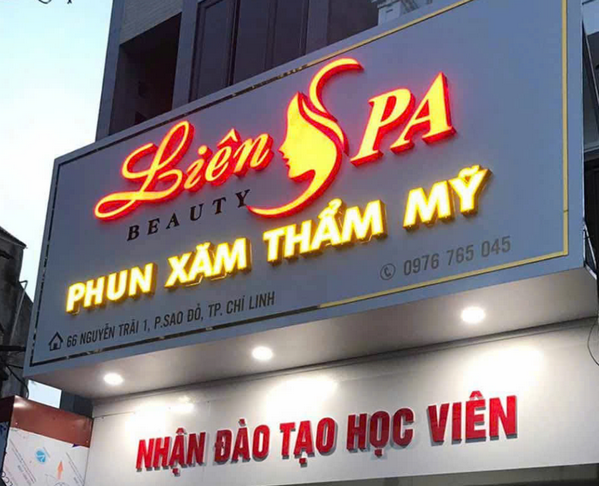 Liên SPA
BEAUTY
PHUN XĂM THẨM MỸ
0976 765 045
66 NGUYỄN TRÃI 1, P.SAO ĐỎ, TP. CHÍ LINH
NHẬN ĐÀO TẠO HỌC VIÊN